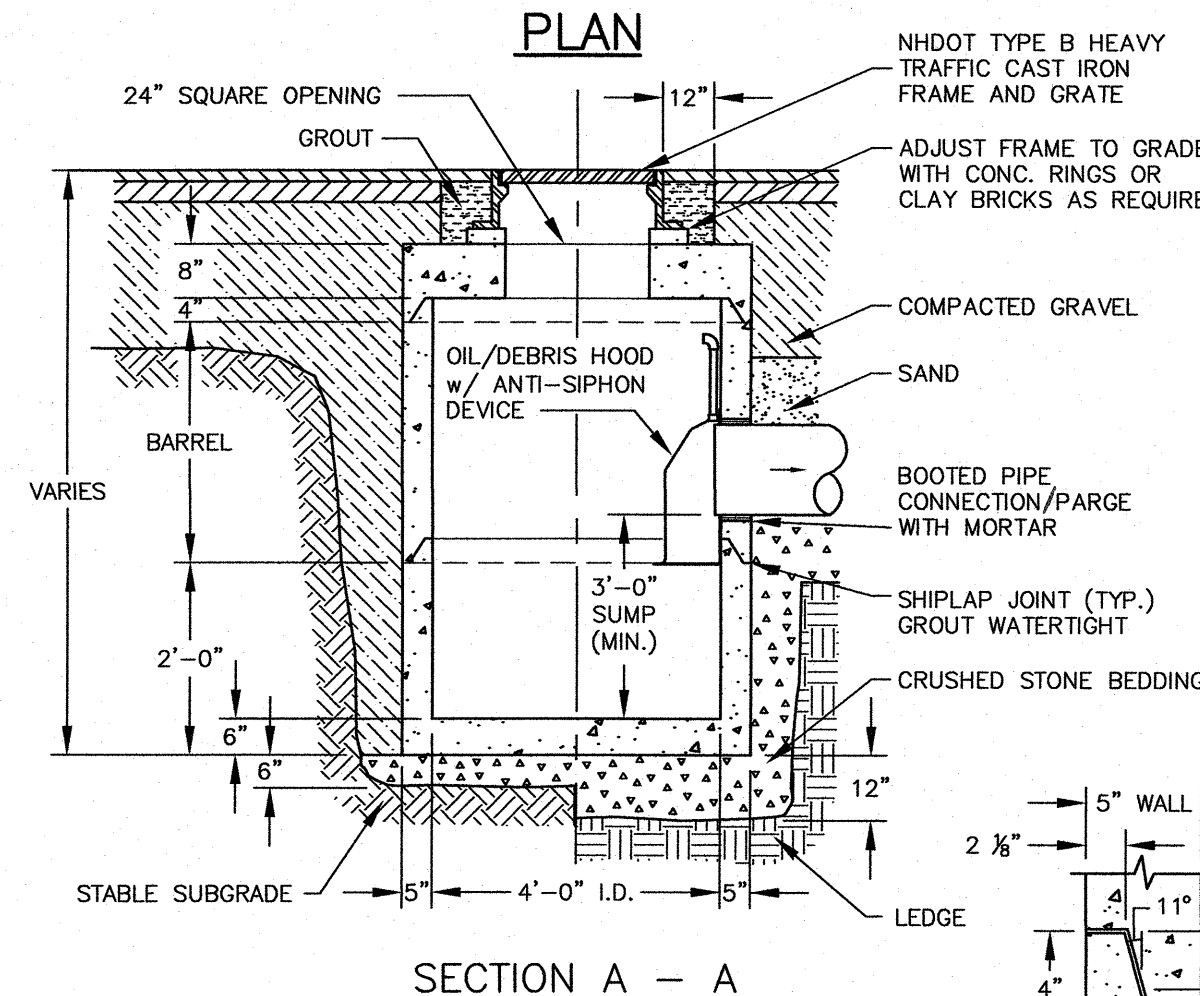 PLAN
24" SQUARE OPENING
GROUT
12"
NHDOT TYPE B HEAVY
TRAFFIC CAST IRON
FRAME AND GRATE
ADJUST FRAME TO GRADE
WITH CONC. RINGS OR
CLAY BRICKS AS REQUIRE
8"
4"
COMPACTED GRAVEL
OIL/DEBRIS HOOD
w/ ANTI-SIPHON
DEVICE
SAND
BARREL
VARIES
BOOTED PIPE
CONNECTION/PARGE
WITH MORTAR
3'-0"
SUMP
(MIN.)
SHIPLAP JOINT (TYP.)
GROUT WATERTIGHT
2'-0"
CRUSHED STONE BEDDING
6"
6"
12"
5" WALL
2 ⅛"
STABLE SUBGRADE
5"
4'-0" I.D.
5"
LEDGE
11°
4"
SECTION A - A